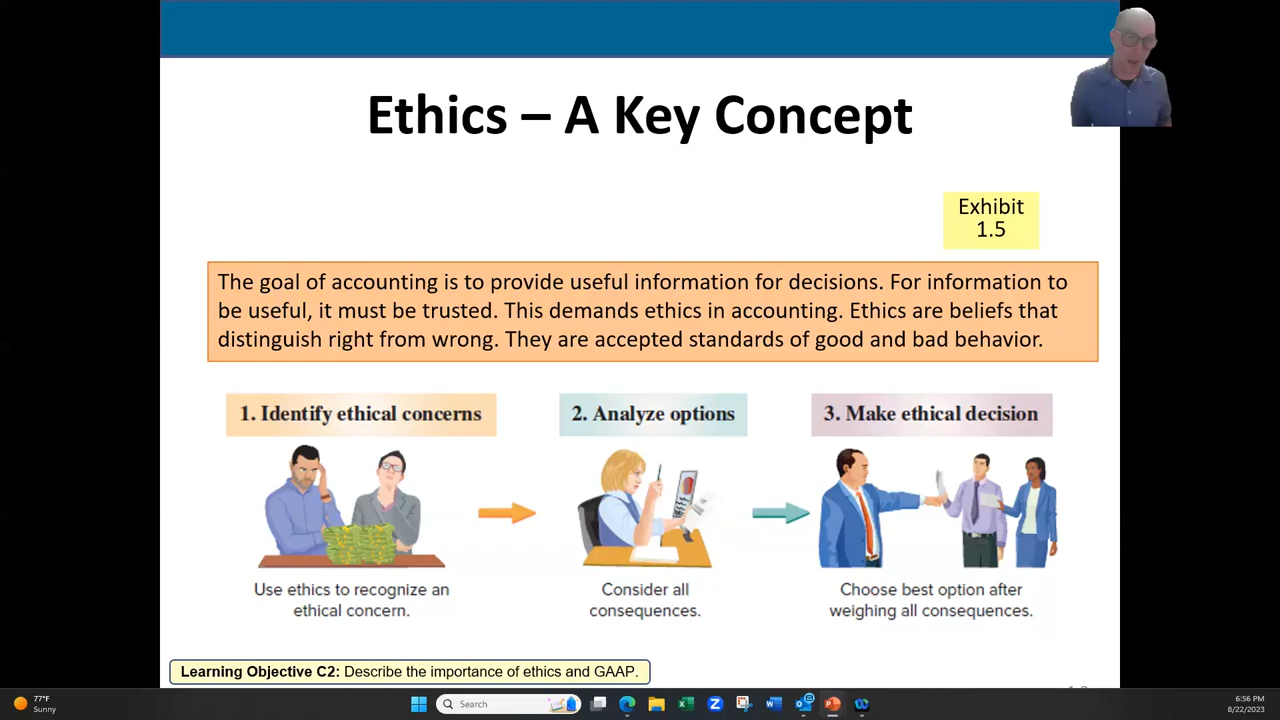 Ethics – A Key Concept
Exhibit
1.5
The goal of accounting is to provide useful information for decisions. For information to
be useful, it must be trusted. This demands ethics in accounting. Ethics are beliefs that
distinguish right from wrong. They are accepted standards of good and bad behavior.
1. Identify ethical concerns
2. Analyze options
3. Make ethical decision
Use ethics to recognize an
ethical concern.
Consider all
consequences.
Choose best option after
weighing all consequences.
Learning Objective C2: Describe the importance of ethics and GAAP.
77°F
Sunny
Search
6:56 PM
8/22/2023